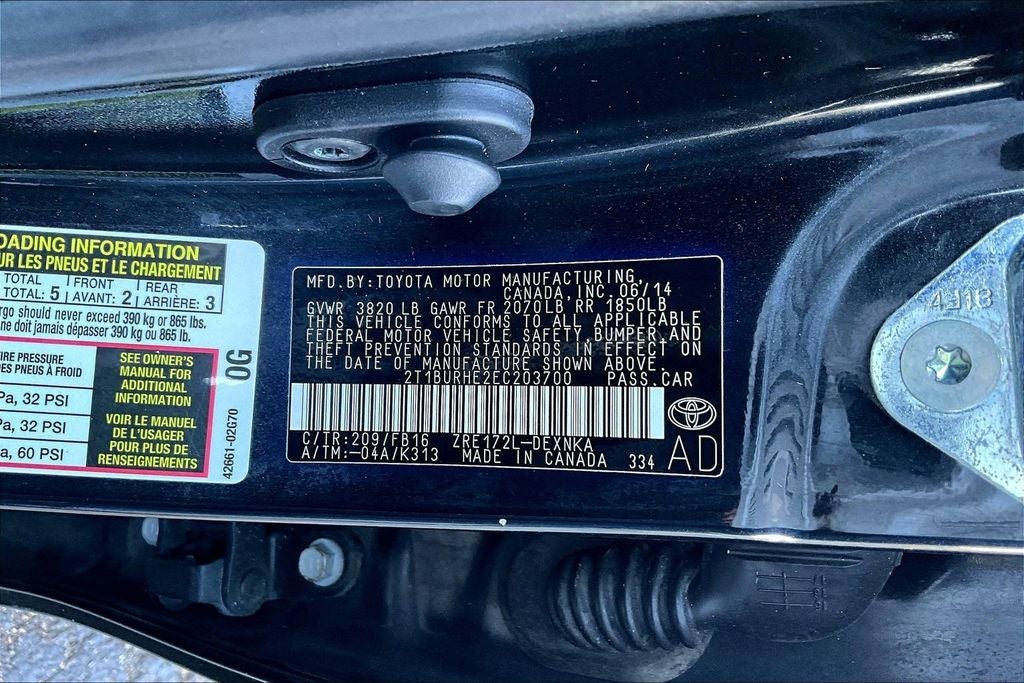 OADING INFORMATION
UR LES PNEUS ET LE CHARGEMENT
TOTAL FRONT REAR
TOTAL: 5 AVANT: 2 ARRIÈRE: 3
rgo should never exceed 390 kg or 865 lbs.
ne doit jamais dépasser 390 kg ou 865 lb.
IRE PRESSURE
DES PNEUS À FROID
Pa, 32 PSI
Pa, 32 PSI
Pa, 60 PSI
SEE OWNER'S
MANUAL FOR
ADDITIONAL
INFORMATION
VOIR LE MANUEL
DE L'USAGER
POUR PLUS DE
RENSEIGNEMENTS
0G
42661-02G70
MFD. BY: TOYOTA MOTOR MANUFACTURING,
CANADA, INC. 06/14
GVWR 3820 LB GAWR FR 2070LB RR 1850LB
THIS VEHICLE CONFORMS TO ALL APPLICABLE
FEDERAL MOTOR VEHICLE SAFETY, BUMPER, AND
THEFT PREVENTION STANDARDS IN EFFECT ON
THE DATE OF MANUFACTURE SHOWN ABOVE.
2T1BURHE2EC203700 PASS. CAR
C/TR: 209/FB16 ZRE172L-DEXNKA
A/TM: -04A/K313 MADE IN CANADA 334 AD